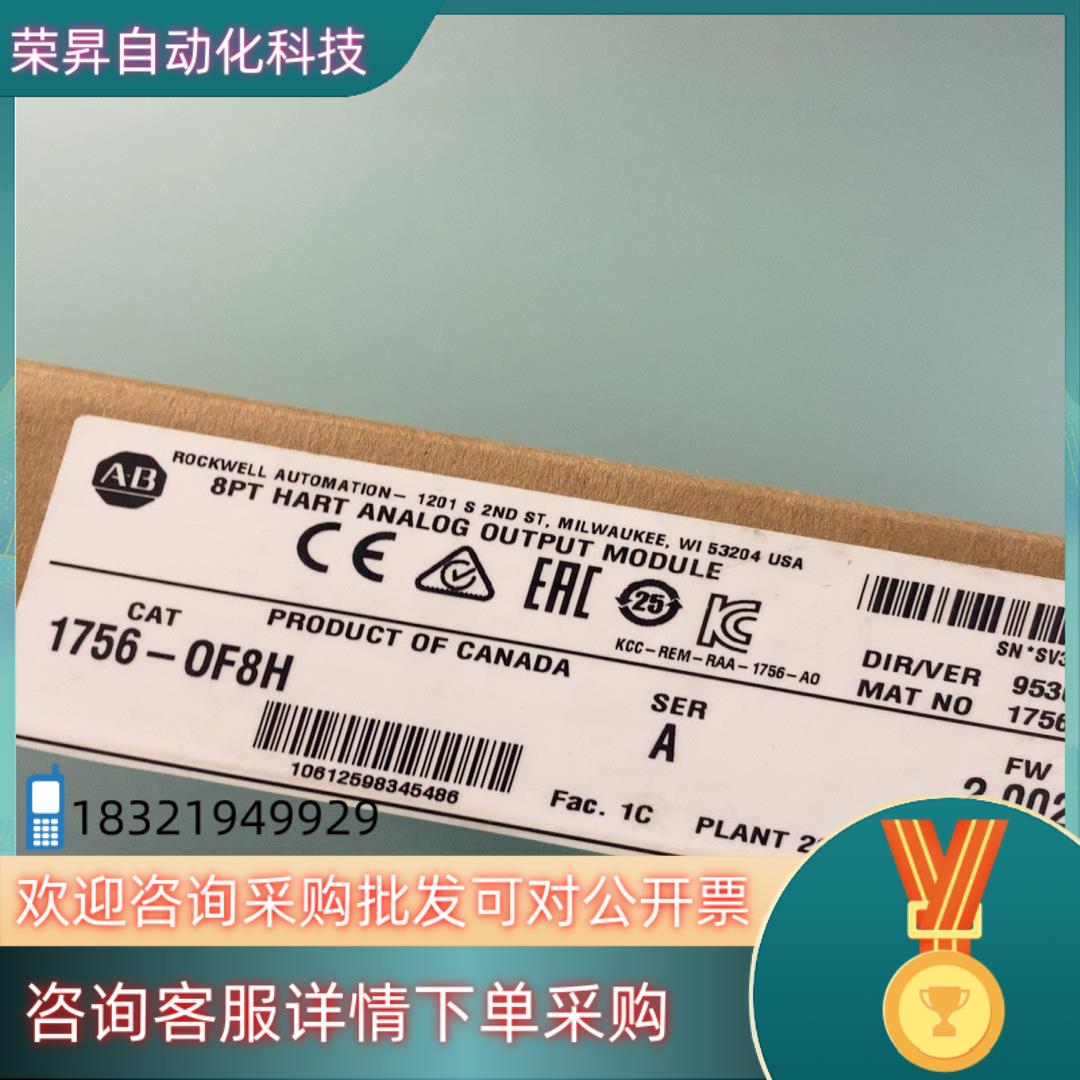 荣昇自动化科技
AB
ROCKWELL AUTOMATION- 1201 S 2ND ST, MILWAUKEE, WI 53204 USA
8PT HART ANALOG OUTPUT MODULE
CE
EAC
25
KC
KCC-REM-RAA-1756-AO
SN*SV3
CAT
1756-OF8H
PRODUCT OF CANADA
DIR/VER
MAT NO
1756
SER
A
FW
10612598345486
Fac. 1C
PLANT
18321949929
欢迎咨询采购批发可对公开票
咨询客服详情下单采购